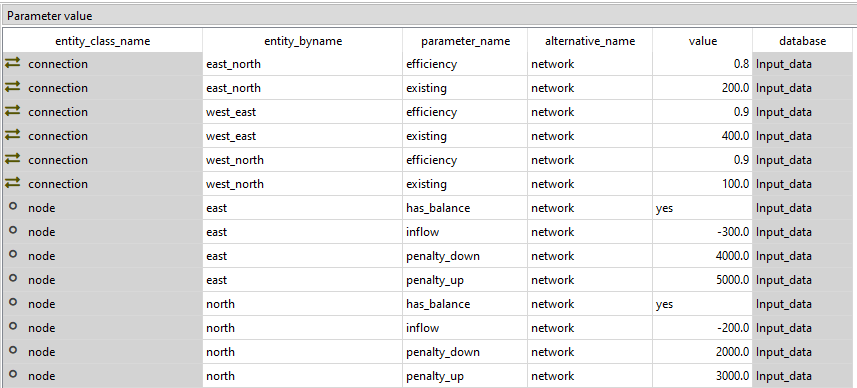 Parameter value
entity_class_name entity_byname parameter_name alternative_name value database
connection east_north efficiency network 0.8 Input_data
connection east_north existing network 200.0 Input_data
connection west_east efficiency network 0.9 Input_data
connection west_east existing network 400.0 Input_data
connection west_north efficiency network 0.9 Input_data
connection west_north existing network 100.0 Input_data
node east has_balance network yes Input_data
node east inflow network -300.0 Input_data
node east penalty_down network 4000.0 Input_data
node east penalty_up network 5000.0 Input_data
node north has_balance network yes Input_data
node north inflow network -200.0 Input_data
node north penalty_down network 2000.0 Input_data
node north penalty_up network 3000.0 Input_data